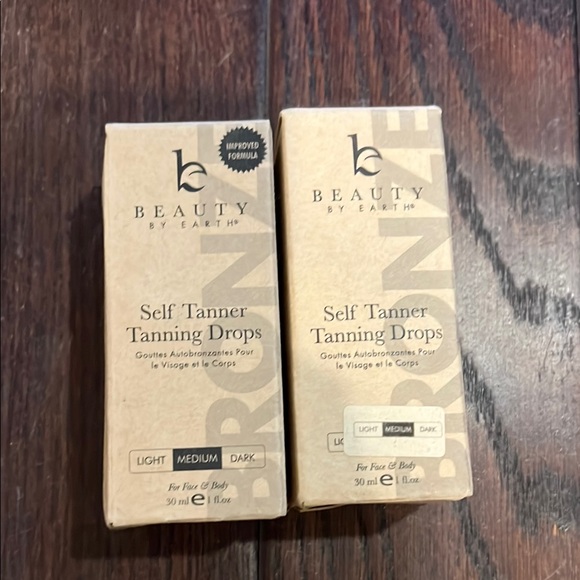 IMPROVED
FORMULA
be
BEAUTY
BY EARTH®
BRONZE
Self Tanner
Tanning Drops
Gouttes Autobronzantes Pour
le Visage et le Corps
LIGHT MEDIUM DARK
For Face & Body
30 ml e 1 fl.oz
be
BEAUTY
BY EARTH®
BRONZE
Self Tanner
Tanning Drops
Gouttes Autobronzantes Pour
le Visage et le Corps
LIGHT MEDIUM DARK
For Face & Body
30 ml e 1 fl.oz